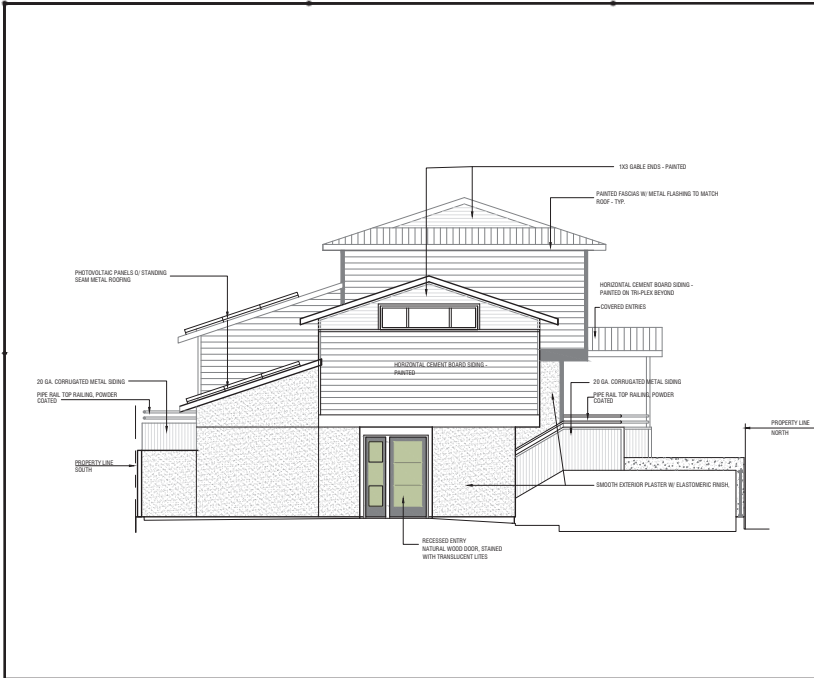 1X3 GABLE ENDS - PAINTED
PAINTED FASCIAS W/ METAL FLASHING TO MATCH
ROOF - TYP.
PHOTOVOLTAIC PANELS O/ STANDING
SEAM METAL ROOFING
HORIZONTAL CEMENT BOARD SIDING -
PAINTED ON TRI-PLEX BEYOND
COVERED ENTRIES
HORIZONTAL CEMENT BOARD SIDING -
PAINTED
20 GA. CORRUGATED METAL SIDING
PIPE RAIL TOP RAILING, POWDER
COATED
20 GA. CORRUGATED METAL SIDING
PIPE RAIL TOP RAILING, POWDER
COATED
PROPERTY LINE
NORTH
PROPERTY LINE
SOUTH
SMOOTH EXTERIOR PLASTER W/ ELASTOMERIC FINISH,
RECESSED ENTRY
NATURAL WOOD DOOR, STAINED
WITH TRANSLUCENT LITES